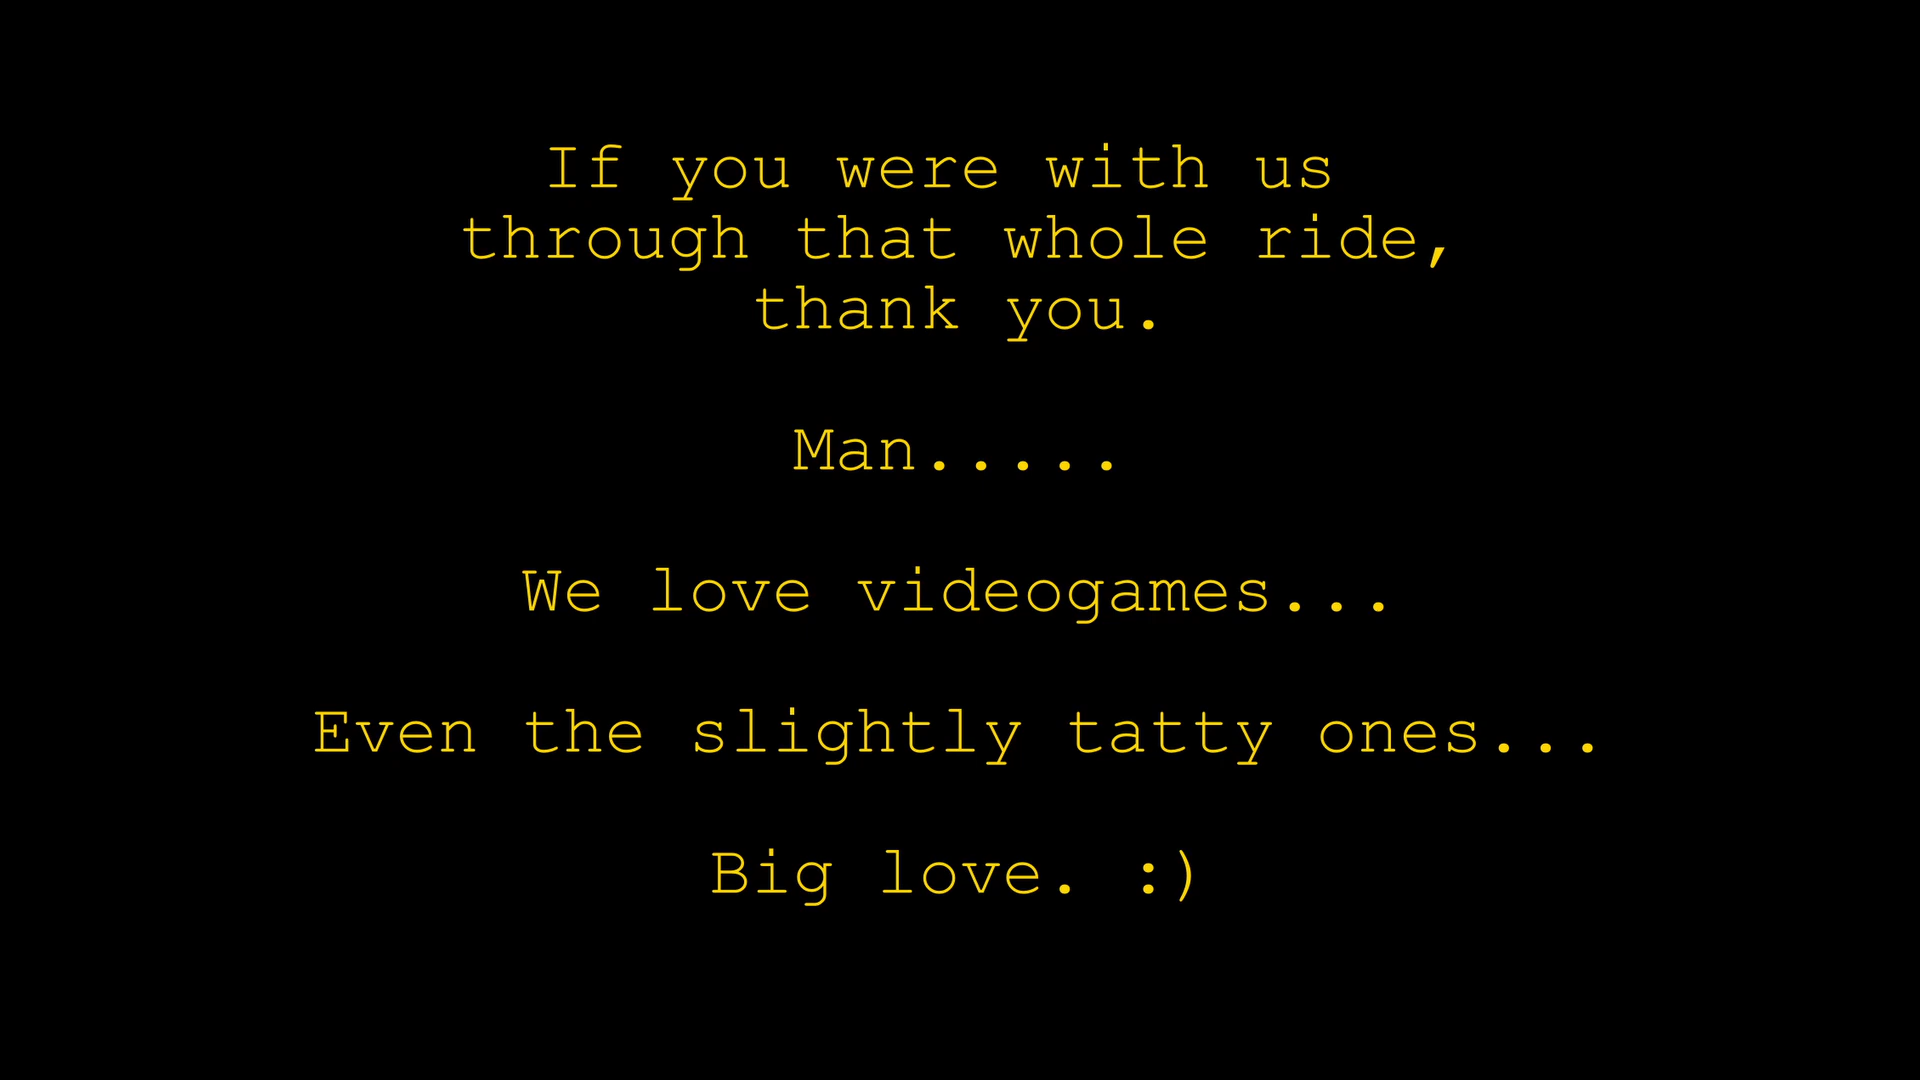 If you were with us
through that whole ride,
thank you.
Man.....
We love videogames...
Even the slightly tatty ones...
Big love. :)